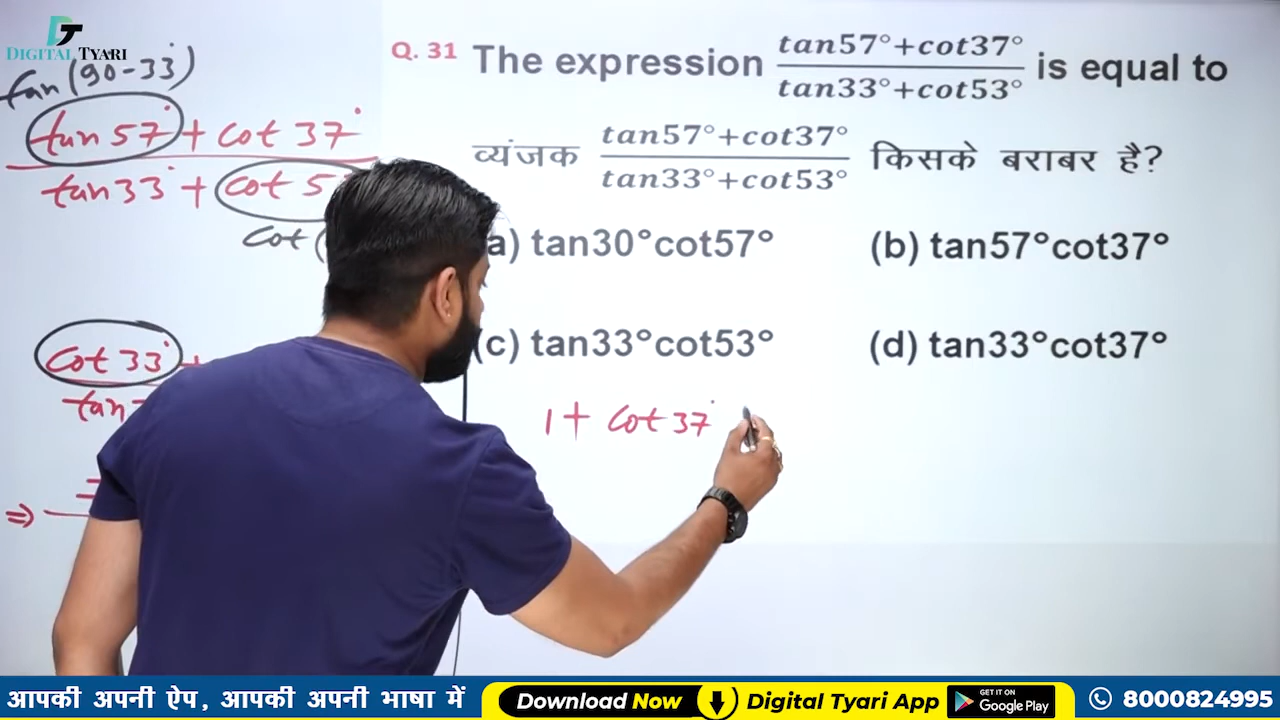 DT
DIGITAL TYARI
tan (90-33°)
tan 57° + cot 37°
tan 33° + cot 5
cot (
cot 33° +
tan 3
⇒
Q. 31 The expression tan57°+cot37° / tan33°+cot53° is equal to
व्यंजक tan57°+cot37° / tan33°+cot53° किसके बराबर है?
a) tan30°cot57° (b) tan57°cot37°
(c) tan33°cot53° (d) tan33°cot37°
1 + cot 37°
आपकी अपनी ऐप, आपकी अपनी भाषा में
Download Now
Digital Tyari App
GET IT ON
Google Play
8000824995